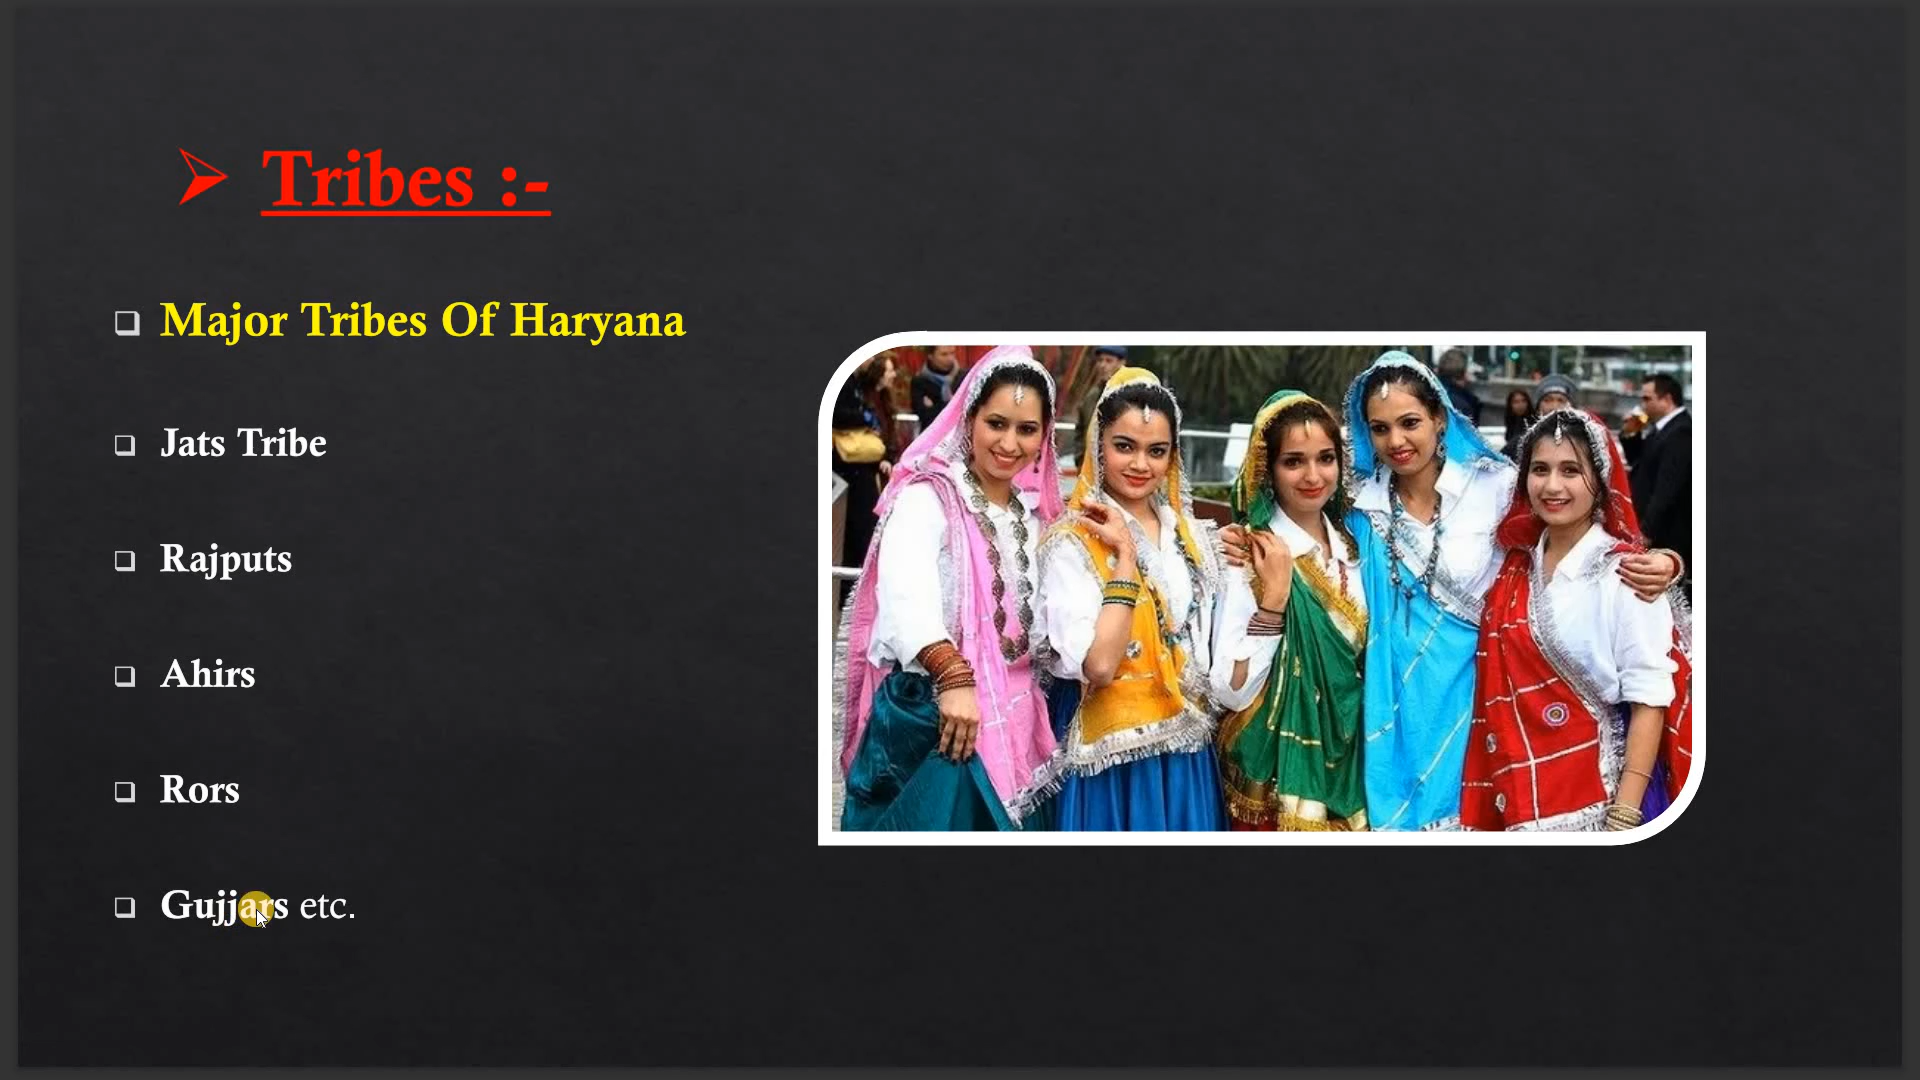 Tribes :-
Major Tribes Of Haryana
Jats Tribe
Rajputs
Ahirs
Rors
Gujjars etc.